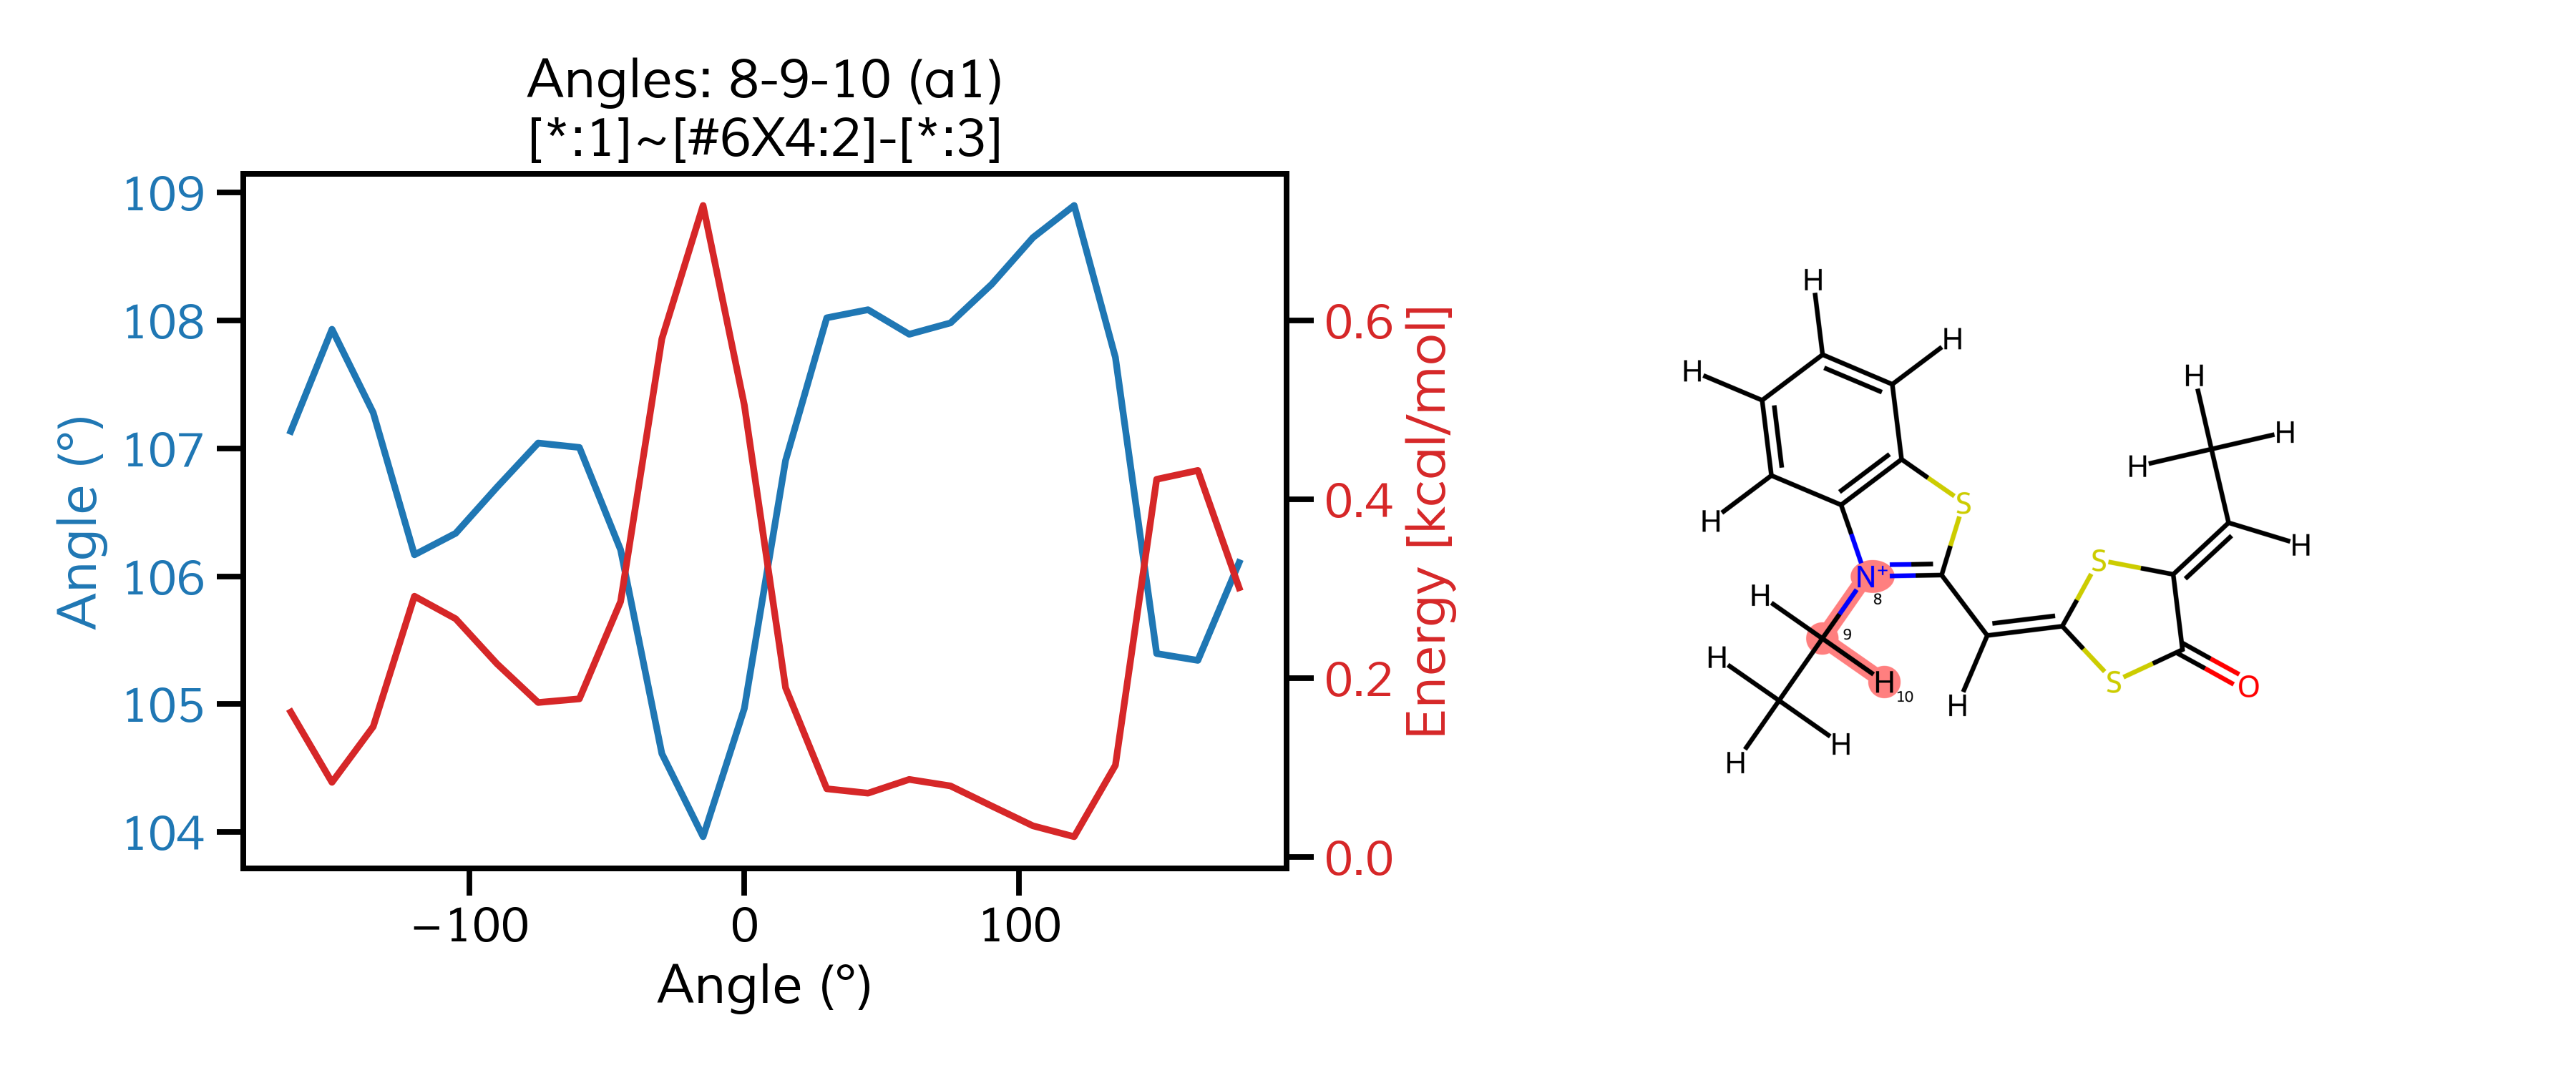 Angles: 8-9-10 (a1)
[*:1]~[#6X4:2]-[*:3]
109
108
107
106
105
104
Angle (°)
0.6
0.4
0.2
0.0
Energy [kcal/mol]
−100 0 100
Angle (°)
H
H
H
H
H
H
H
S
H
S
N+
8
H
9
H
H
10
S
O
H
H
H